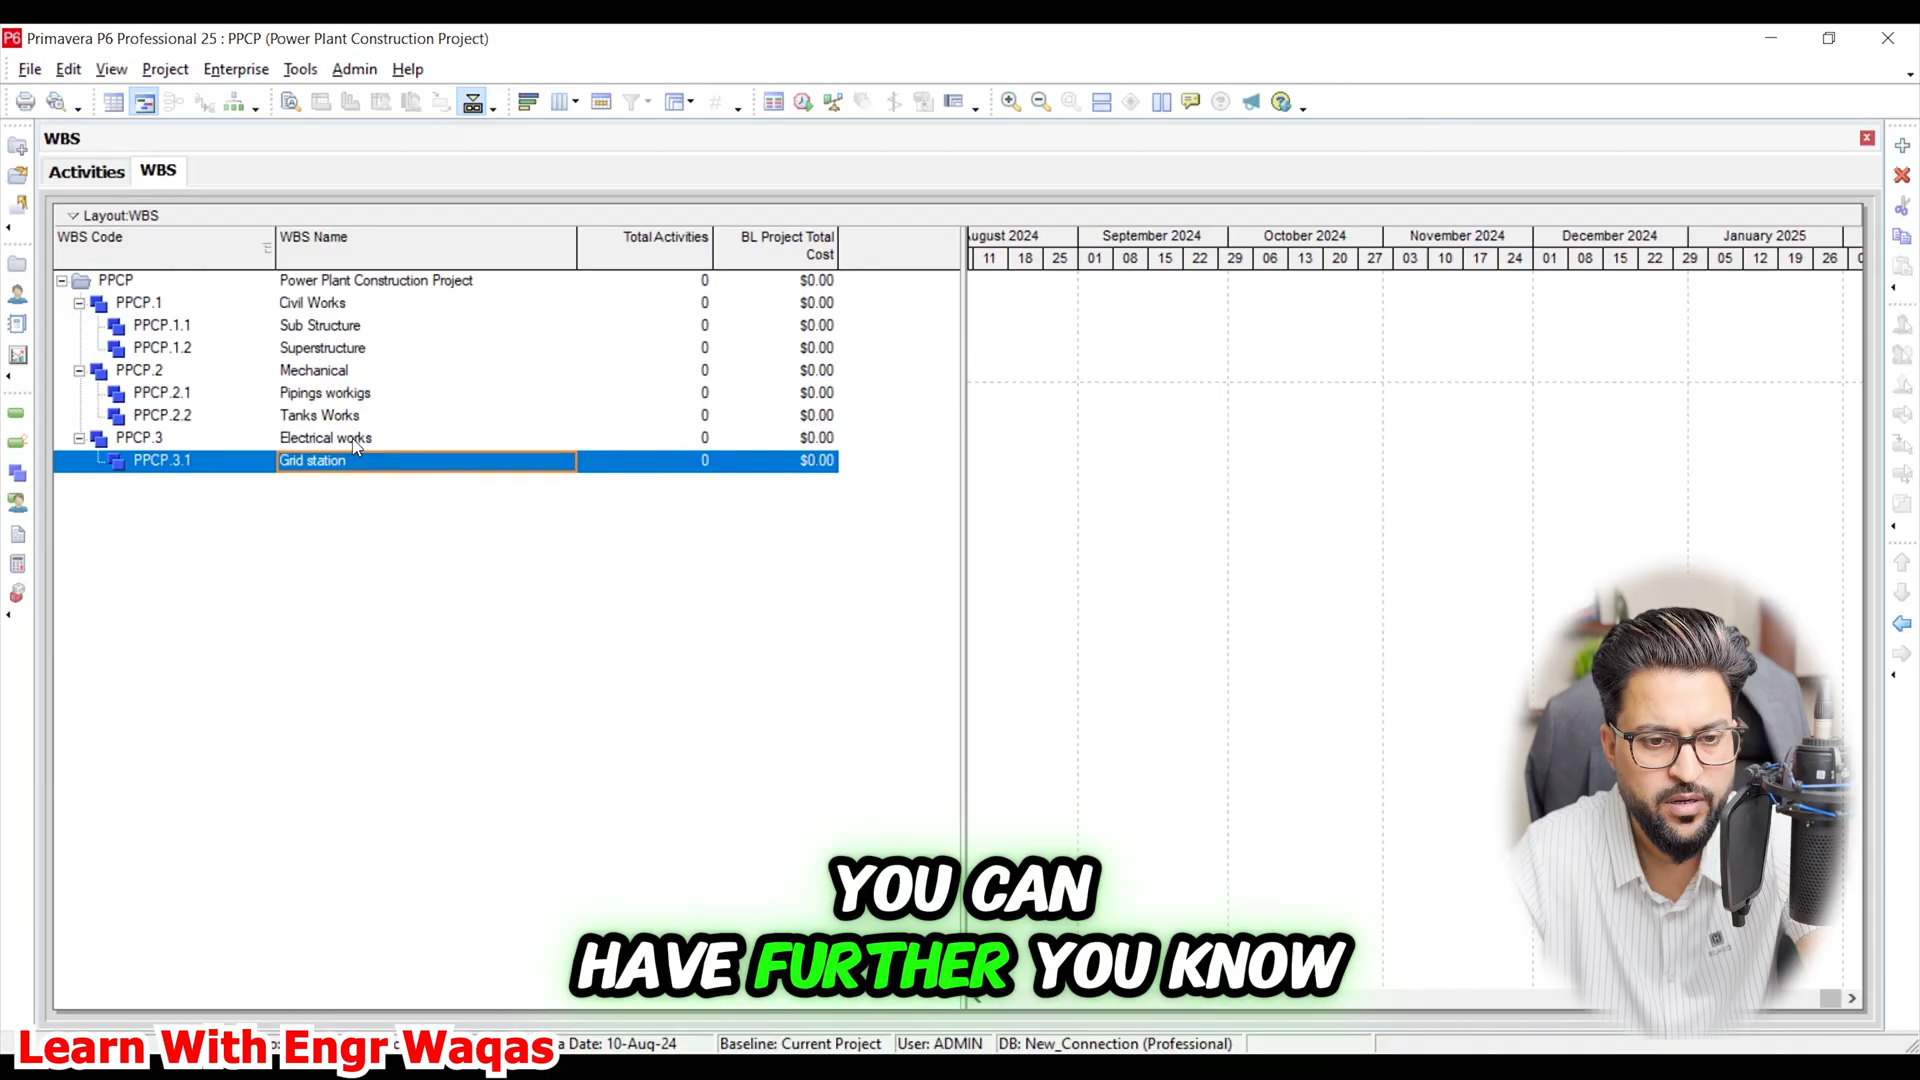 P6 Primavera P6 Professional 25 : PPCP (Power Plant Construction Project)
File Edit View Project Enterprise Tools Admin Help
WBS
Activities WBS
Layout:WBS
WBS Code WBS Name Total Activities BL Project Total Cost
ugust 2024 September 2024 October 2024 November 2024 December 2024 January 2025
11 18 25 01 08 15 22 29 06 13 20 27 03 10 17 24 01 08 15 22 29 05 12 19 26
PPCP Power Plant Construction Project 0 $0.00
PPCP.1 Civil Works 0 $0.00
PPCP.1.1 Sub Structure 0 $0.00
PPCP.1.2 Superstructure 0 $0.00
PPCP.2 Mechanical 0 $0.00
PPCP.2.1 Pipings workigs 0 $0.00
PPCP.2.2 Tanks Works 0 $0.00
PPCP.3 Electrical works 0 $0.00
PPCP.3.1 Grid station 0 $0.00
YOU CAN
HAVE FURTHER YOU KNOW
Learn With Engr Waqas
a Date: 10-Aug-24 Baseline: Current Project User: ADMIN DB: New_Connection (Professional)